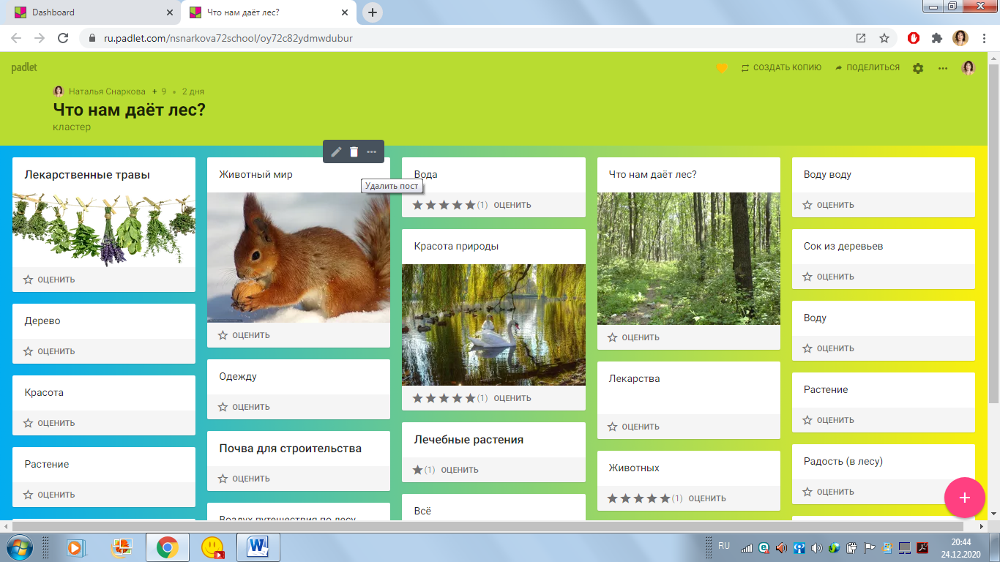 Dashboard
Что нам даёт лес?
ru.padlet.com/nsnarkova72school/oy72c82ydmwdubur
padlet
СОЗДАТЬ КОПИЮ
ПОДЕЛИТЬСЯ
Наталья Снаркова + 9 • 2 дня
Что нам даёт лес?
кластер
Лекарственные травы
ОЦЕНИТЬ
Дерево
ОЦЕНИТЬ
Красота
ОЦЕНИТЬ
Растение
ОЦЕНИТЬ
Животный мир
Удалить пост
ОЦЕНИТЬ
Одежду
ОЦЕНИТЬ
Почва для строительства
ОЦЕНИТЬ
Воздух путешествия по лесу
Вода
(1) ОЦЕНИТЬ
Красота природы
(1) ОЦЕНИТЬ
Лечебные растения
(1) ОЦЕНИТЬ
Всё
Что нам даёт лес?
ОЦЕНИТЬ
Лекарства
ОЦЕНИТЬ
Животных
(1) ОЦЕНИТЬ
Воду воду
ОЦЕНИТЬ
Сок из деревьев
ОЦЕНИТЬ
Воду
ОЦЕНИТЬ
Растение
ОЦЕНИТЬ
Радость (в лесу)
ОЦЕНИТЬ
RU
20:44
24.12.2020